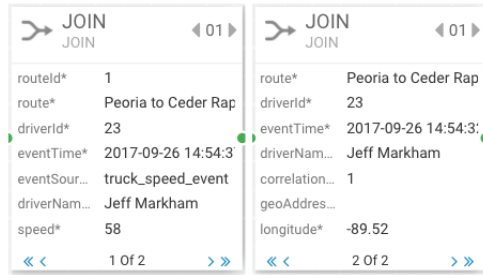 JOIN
JOIN
01
routeId* 1
route* Peoria to Ceder Rap
driverId* 23
eventTime* 2017-09-26 14:54:3
eventSour... truck_speed_event
driverNam... Jeff Markham
speed* 58
« < 1 Of 2 > »
JOIN
JOIN
01
route* Peoria to Ceder Rap
driverId* 23
eventTime* 2017-09-26 14:54:3
driverNam... Jeff Markham
correlation... 1
geoAddres...
longitude* -89.52
« < 2 Of 2 > »